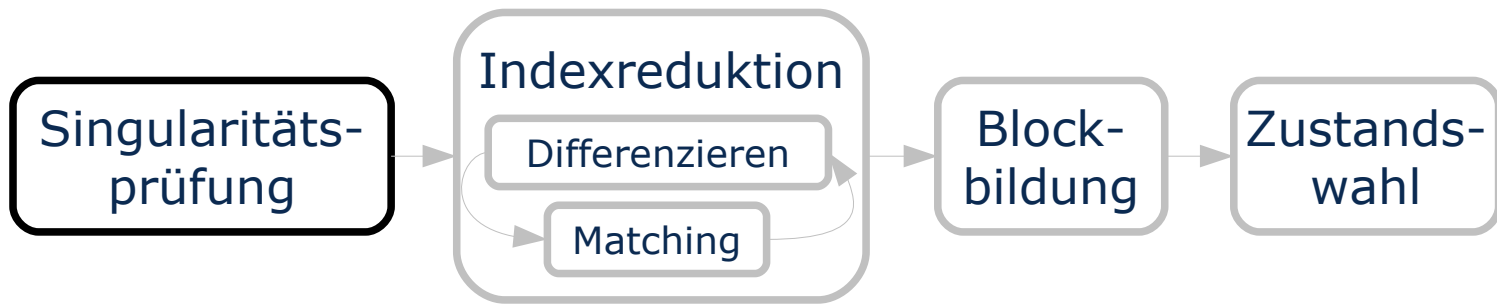 Singularitäts-
prüfung
Indexreduktion
Differenzieren
Matching
Block-
bildung
Zustands-
wahl